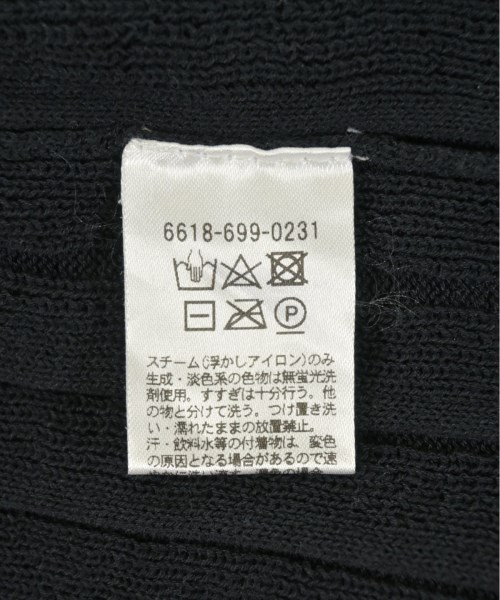 6618-699-0231
P
スチーム(浮かしアイロン)のみ
生成・淡色系の色物は無蛍光洗
剤使用。すすぎは十分行う。他
の物と分けて洗う。つけ置き洗
い・濡れたままの放置禁止。
汗・飲料水等の付着物は、変色
の原因となる場合があるので速